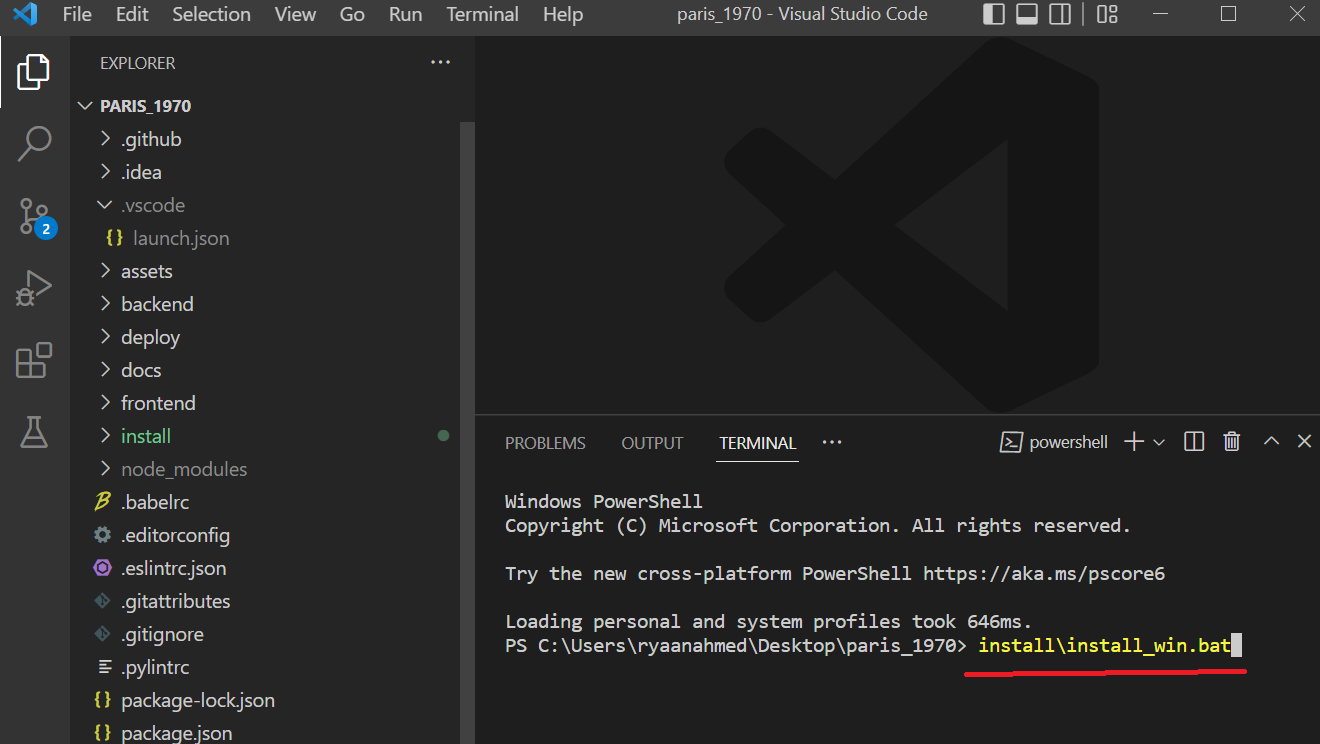 File Edit Selection View Go Run Terminal Help paris_1970 - Visual Studio Code
EXPLORER
PARIS_1970
.github
.idea
.vscode
{} launch.json
assets
backend
deploy
docs
frontend
install
node_modules
.babelrc
.editorconfig
.eslintrc.json
.gitattributes
.gitignore
.pylintrc
{} package-lock.json
{} package.json
2
PROBLEMS OUTPUT TERMINAL ··· powershell
Windows PowerShell
Copyright (C) Microsoft Corporation. All rights reserved.
Try the new cross-platform PowerShell https://aka.ms/pscore6
Loading personal and system profiles took 646ms.
PS C:\Users\ryaanahmed\Desktop\paris_1970> install\install_win.bat